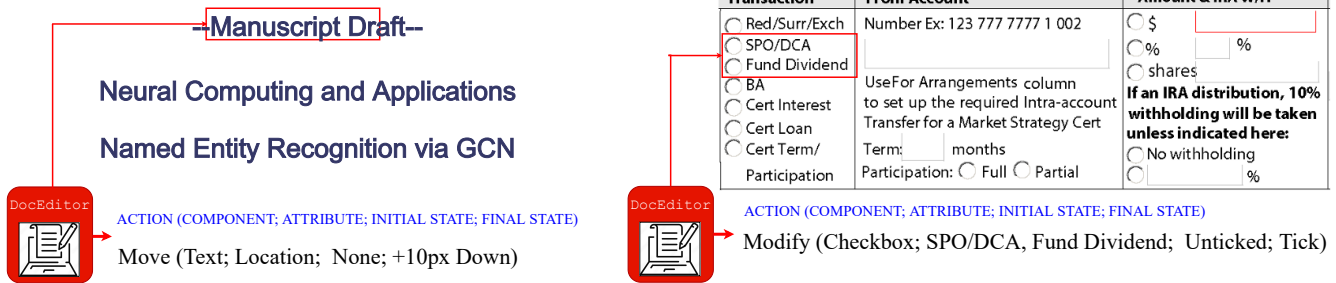 --Manuscript Draft--
Neural Computing and Applications
Named Entity Recognition via GCN
DocEditor
ACTION (COMPONENT; ATTRIBUTE; INITIAL STATE; FINAL STATE)
Move (Text; Location; None; +10px Down)
Transaction
From Account
Amount & IRA W/H
Red/Surr/Exch
SPO/DCA
Fund Dividend
BA
Cert Interest
Cert Loan
Cert Term/
Participation
Number Ex: 123 777 7777 1 002
UseFor Arrangements column
to set up the required Intra-account
Transfer for a Market Strategy Cert
Term: months
Participation: Full Partial
$
% %
shares
If an IRA distribution, 10%
withholding will be taken
unless indicated here:
No withholding
%
DocEditor
ACTION (COMPONENT; ATTRIBUTE; INITIAL STATE; FINAL STATE)
Modify (Checkbox; SPO/DCA, Fund Dividend; Unticked; Tick)